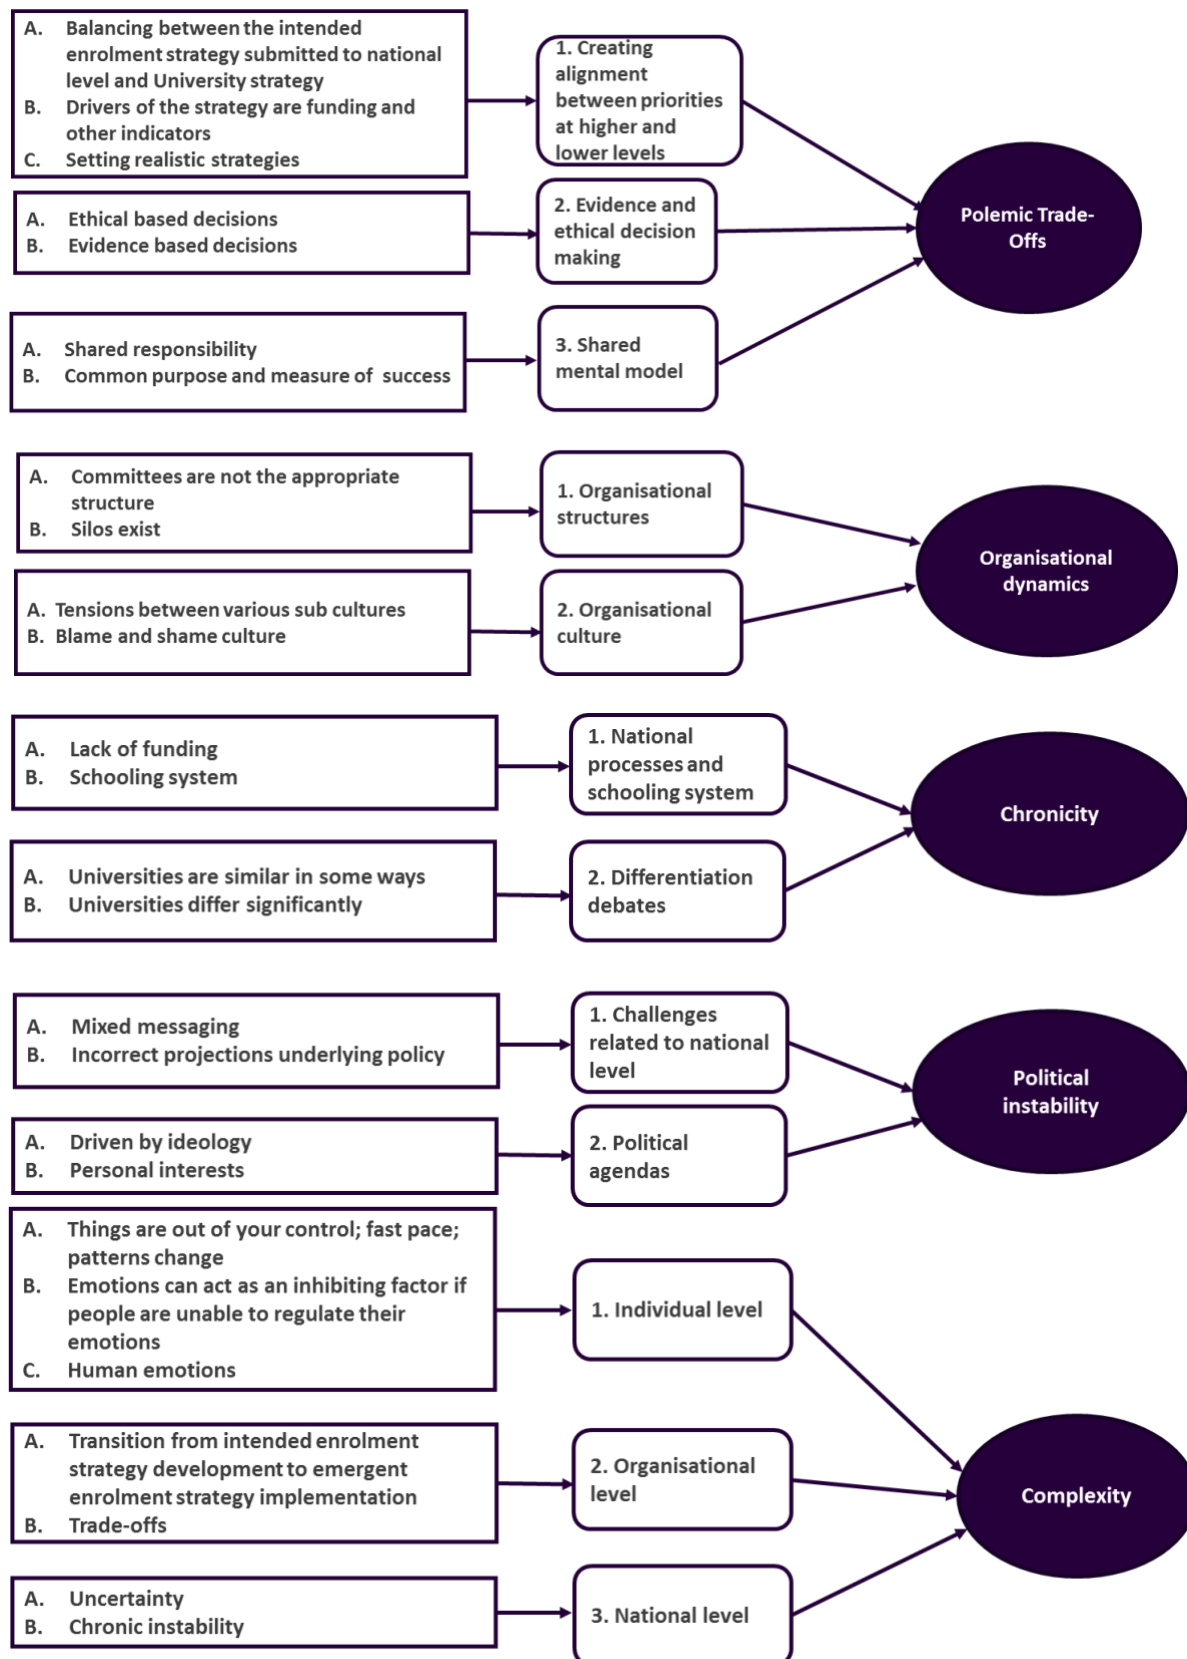 A. Balancing between the intended
enrolment strategy submitted to national
level and University strategy
B. Drivers of the strategy are funding and
other indicators
C. Setting realistic strategies
1. Creating
alignment
between priorities
at higher and
lower levels
A. Ethical based decisions
B. Evidence based decisions
2. Evidence and
ethical decision
making
Polemic Trade-
Offs
A. Shared responsibility
B. Common purpose and measure of success
3. Shared
mental model
A. Committees are not the appropriate
structure
B. Silos exist
1. Organisational
structures
Organisational
dynamics
A. Tensions between various sub cultures
B. Blame and shame culture
2. Organisational
culture
A. Lack of funding
B. Schooling system
1. National
processes and
schooling system
Chronicity
A. Universities are similar in some ways
B. Universities differ significantly
2. Differentiation
debates
A. Mixed messaging
B. Incorrect projections underlying policy
1. Challenges
related to national
level
Political
instability
A. Driven by ideology
B. Personal interests
2. Political
agendas
A. Things are out of your control; fast pace;
patterns change
B. Emotions can act as an inhibiting factor if
people are unable to regulate their
emotions
C. Human emotions
1. Individual level
A. Transition from intended enrolment
strategy development to emergent
enrolment strategy implementation
B. Trade-offs
2. Organisational
level
Complexity
A. Uncertainty
B. Chronic instability
3. National level